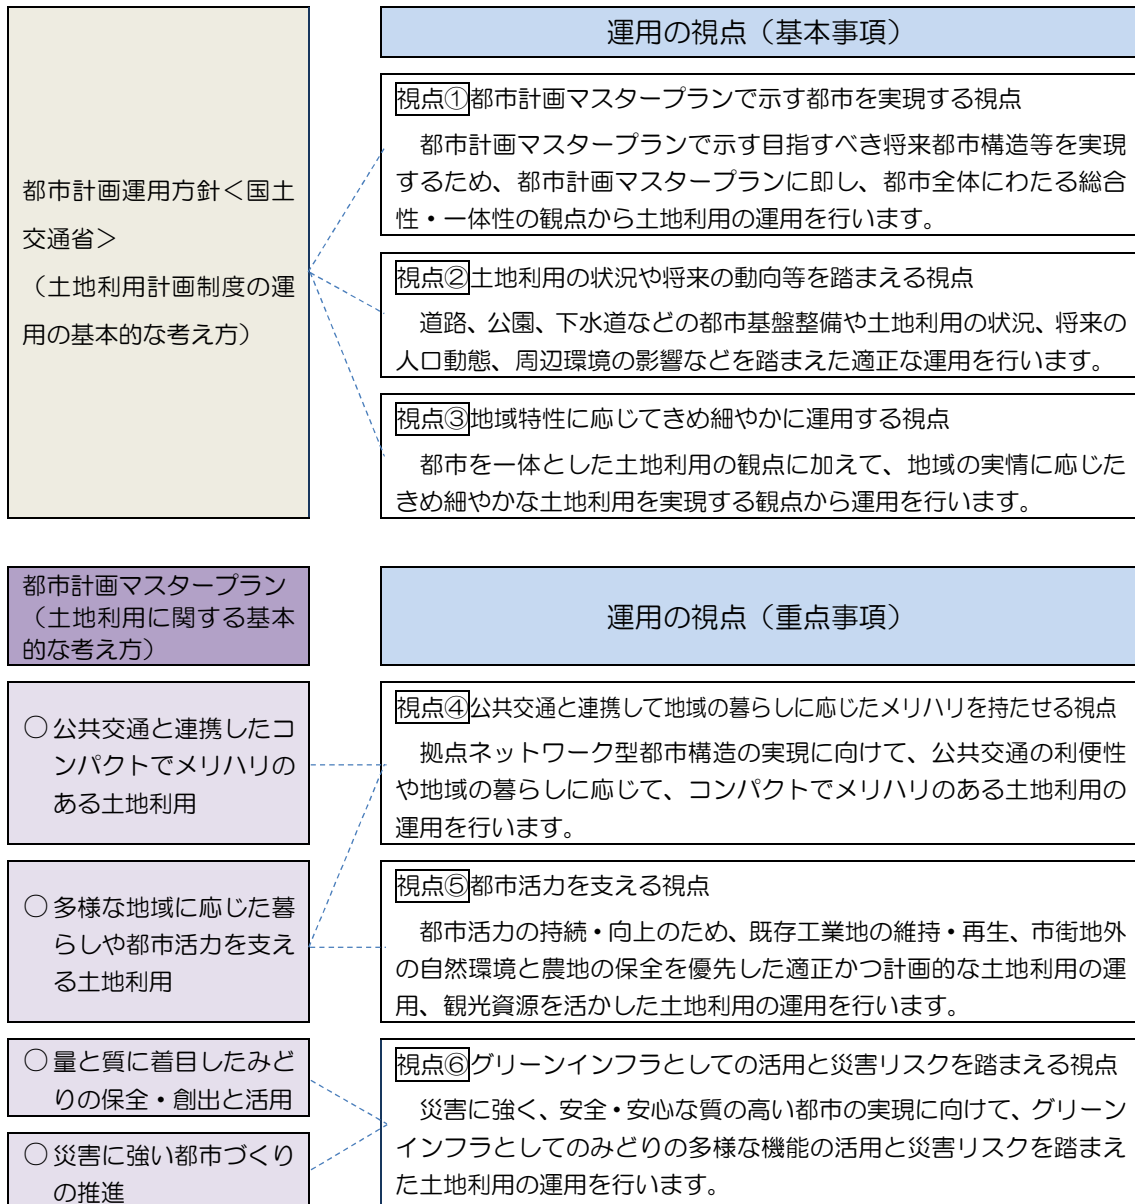 都市計画運用方針<国土
交通省>
（土地利用計画制度の運
用の基本的な考え方）
運用の視点（基本事項）
視点①都市計画マスタープランで示す都市を実現する視点
都市計画マスタープランで示す目指すべき将来都市構造等を実現
するため、都市計画マスタープランに即し、都市全体にわたる総合
性・一体性の観点から土地利用の運用を行います。
視点②土地利用の状況や将来の動向等を踏まえる視点
道路、公園、下水道などの都市基盤整備や土地利用の状況、将来の
人口動態、周辺環境の影響などを踏まえた適正な運用を行います。
視点③地域特性に応じてきめ細やかに運用する視点
都市を一体とした土地利用の観点に加えて、地域の実情に応じた
きめ細やかな土地利用を実現する観点から運用を行います。
都市計画マスタープラン
（土地利用に関する基本
的な考え方）
運用の視点（重点事項）
○公共交通と連携したコ
ンパクトでメリハリの
ある土地利用
視点④公共交通と連携して地域の暮らしに応じたメリハリを持たせる視点
拠点ネットワーク型都市構造の実現に向けて、公共交通の利便性
や地域の暮らしに応じて、コンパクトでメリハリのある土地利用の
運用を行います。
○多様な地域に応じた暮
らしや都市活力を支え
る土地利用
視点⑤都市活力を支える視点
都市活力の持続・向上のため、既存工業地の維持・再生、市街地外
の自然環境と農地の保全を優先した適正かつ計画的な土地利用の運
用、観光資源を活かした土地利用の運用を行います。
○量と質に着目したみど
りの保全・創出と活用
○災害に強い都市づくり
の推進
視点⑥グリーンインフラとしての活用と災害リスクを踏まえる視点
災害に強く、安全・安心な質の高い都市の実現に向けて、グリーン
インフラとしてのみどりの多様な機能の活用と災害リスクを踏まえ
た土地利用の運用を行います。